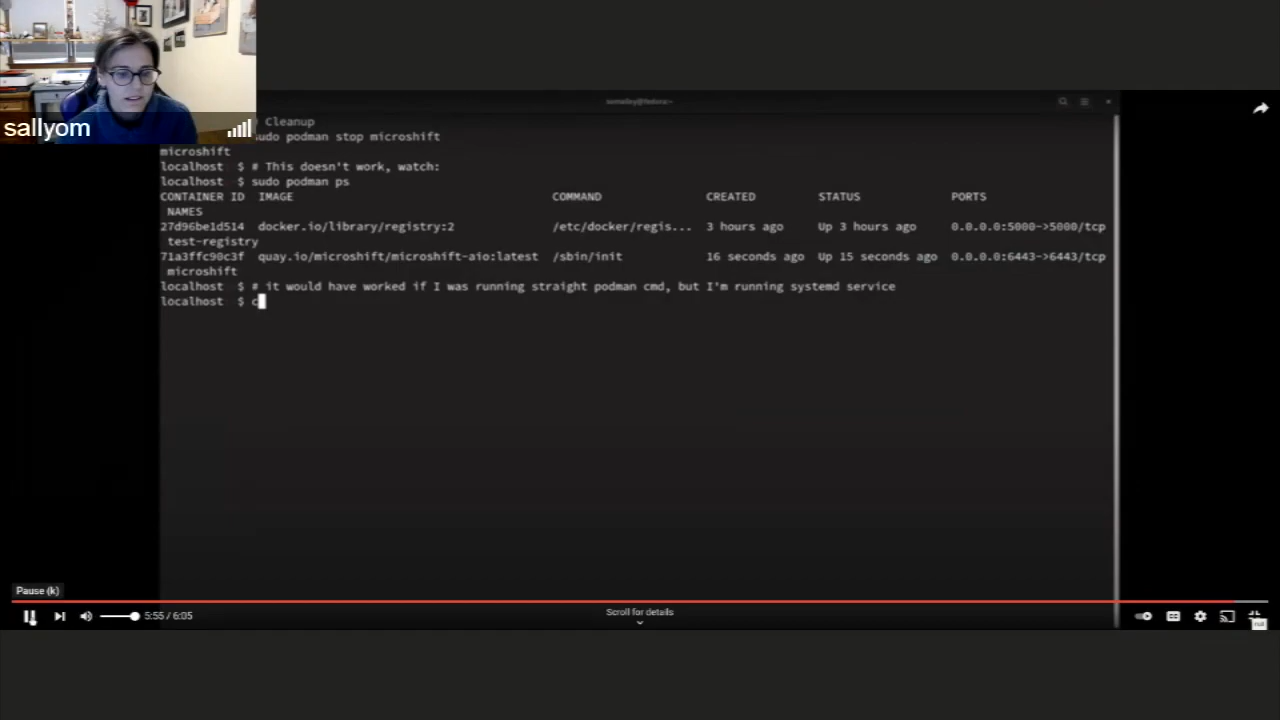 sallyom
# Cleanup
sudo podman stop microshift
microshift
localhost $ # This doesn't work, watch:
localhost $ sudo podman ps
CONTAINER ID IMAGE COMMAND CREATED STATUS PORTS
NAMES
27d96be1d514 docker.io/library/registry:2 /etc/docker/regis... 3 hours ago Up 3 hours ago 0.0.0.0:5000->5000/tcp
test-registry
71a3ffc90c3f quay.io/microshift/microshift-aio:latest /sbin/init 16 seconds ago Up 15 seconds ago 0.0.0.0:6443->6443/tcp
microshift
localhost $ # it would have worked if I was running straight podman cmd, but I'm running systemd service
localhost $ c
Pause (k)
5:55 / 6:05
Scroll for details